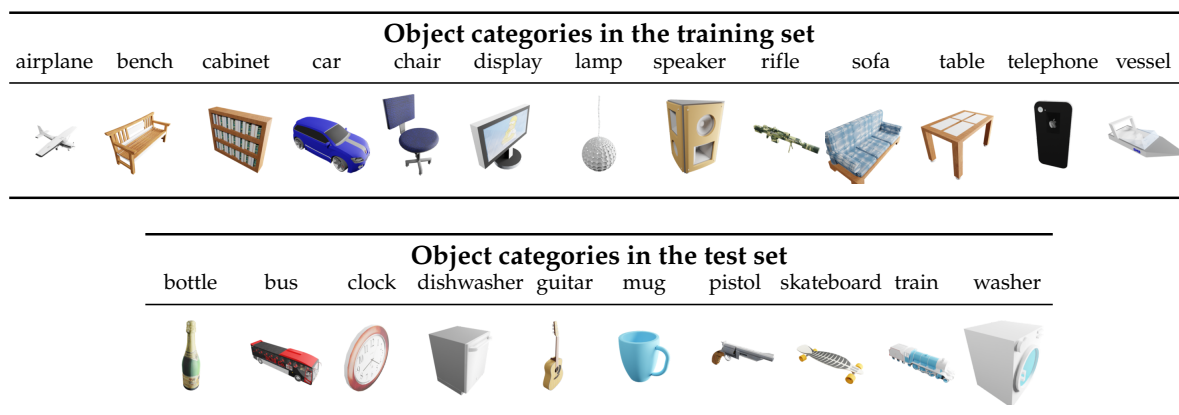 Object categories in the training set
airplane bench cabinet car chair display lamp speaker rifle sofa table telephone vessel
Object categories in the test set
bottle bus clock dishwasher guitar mug pistol skateboard train washer